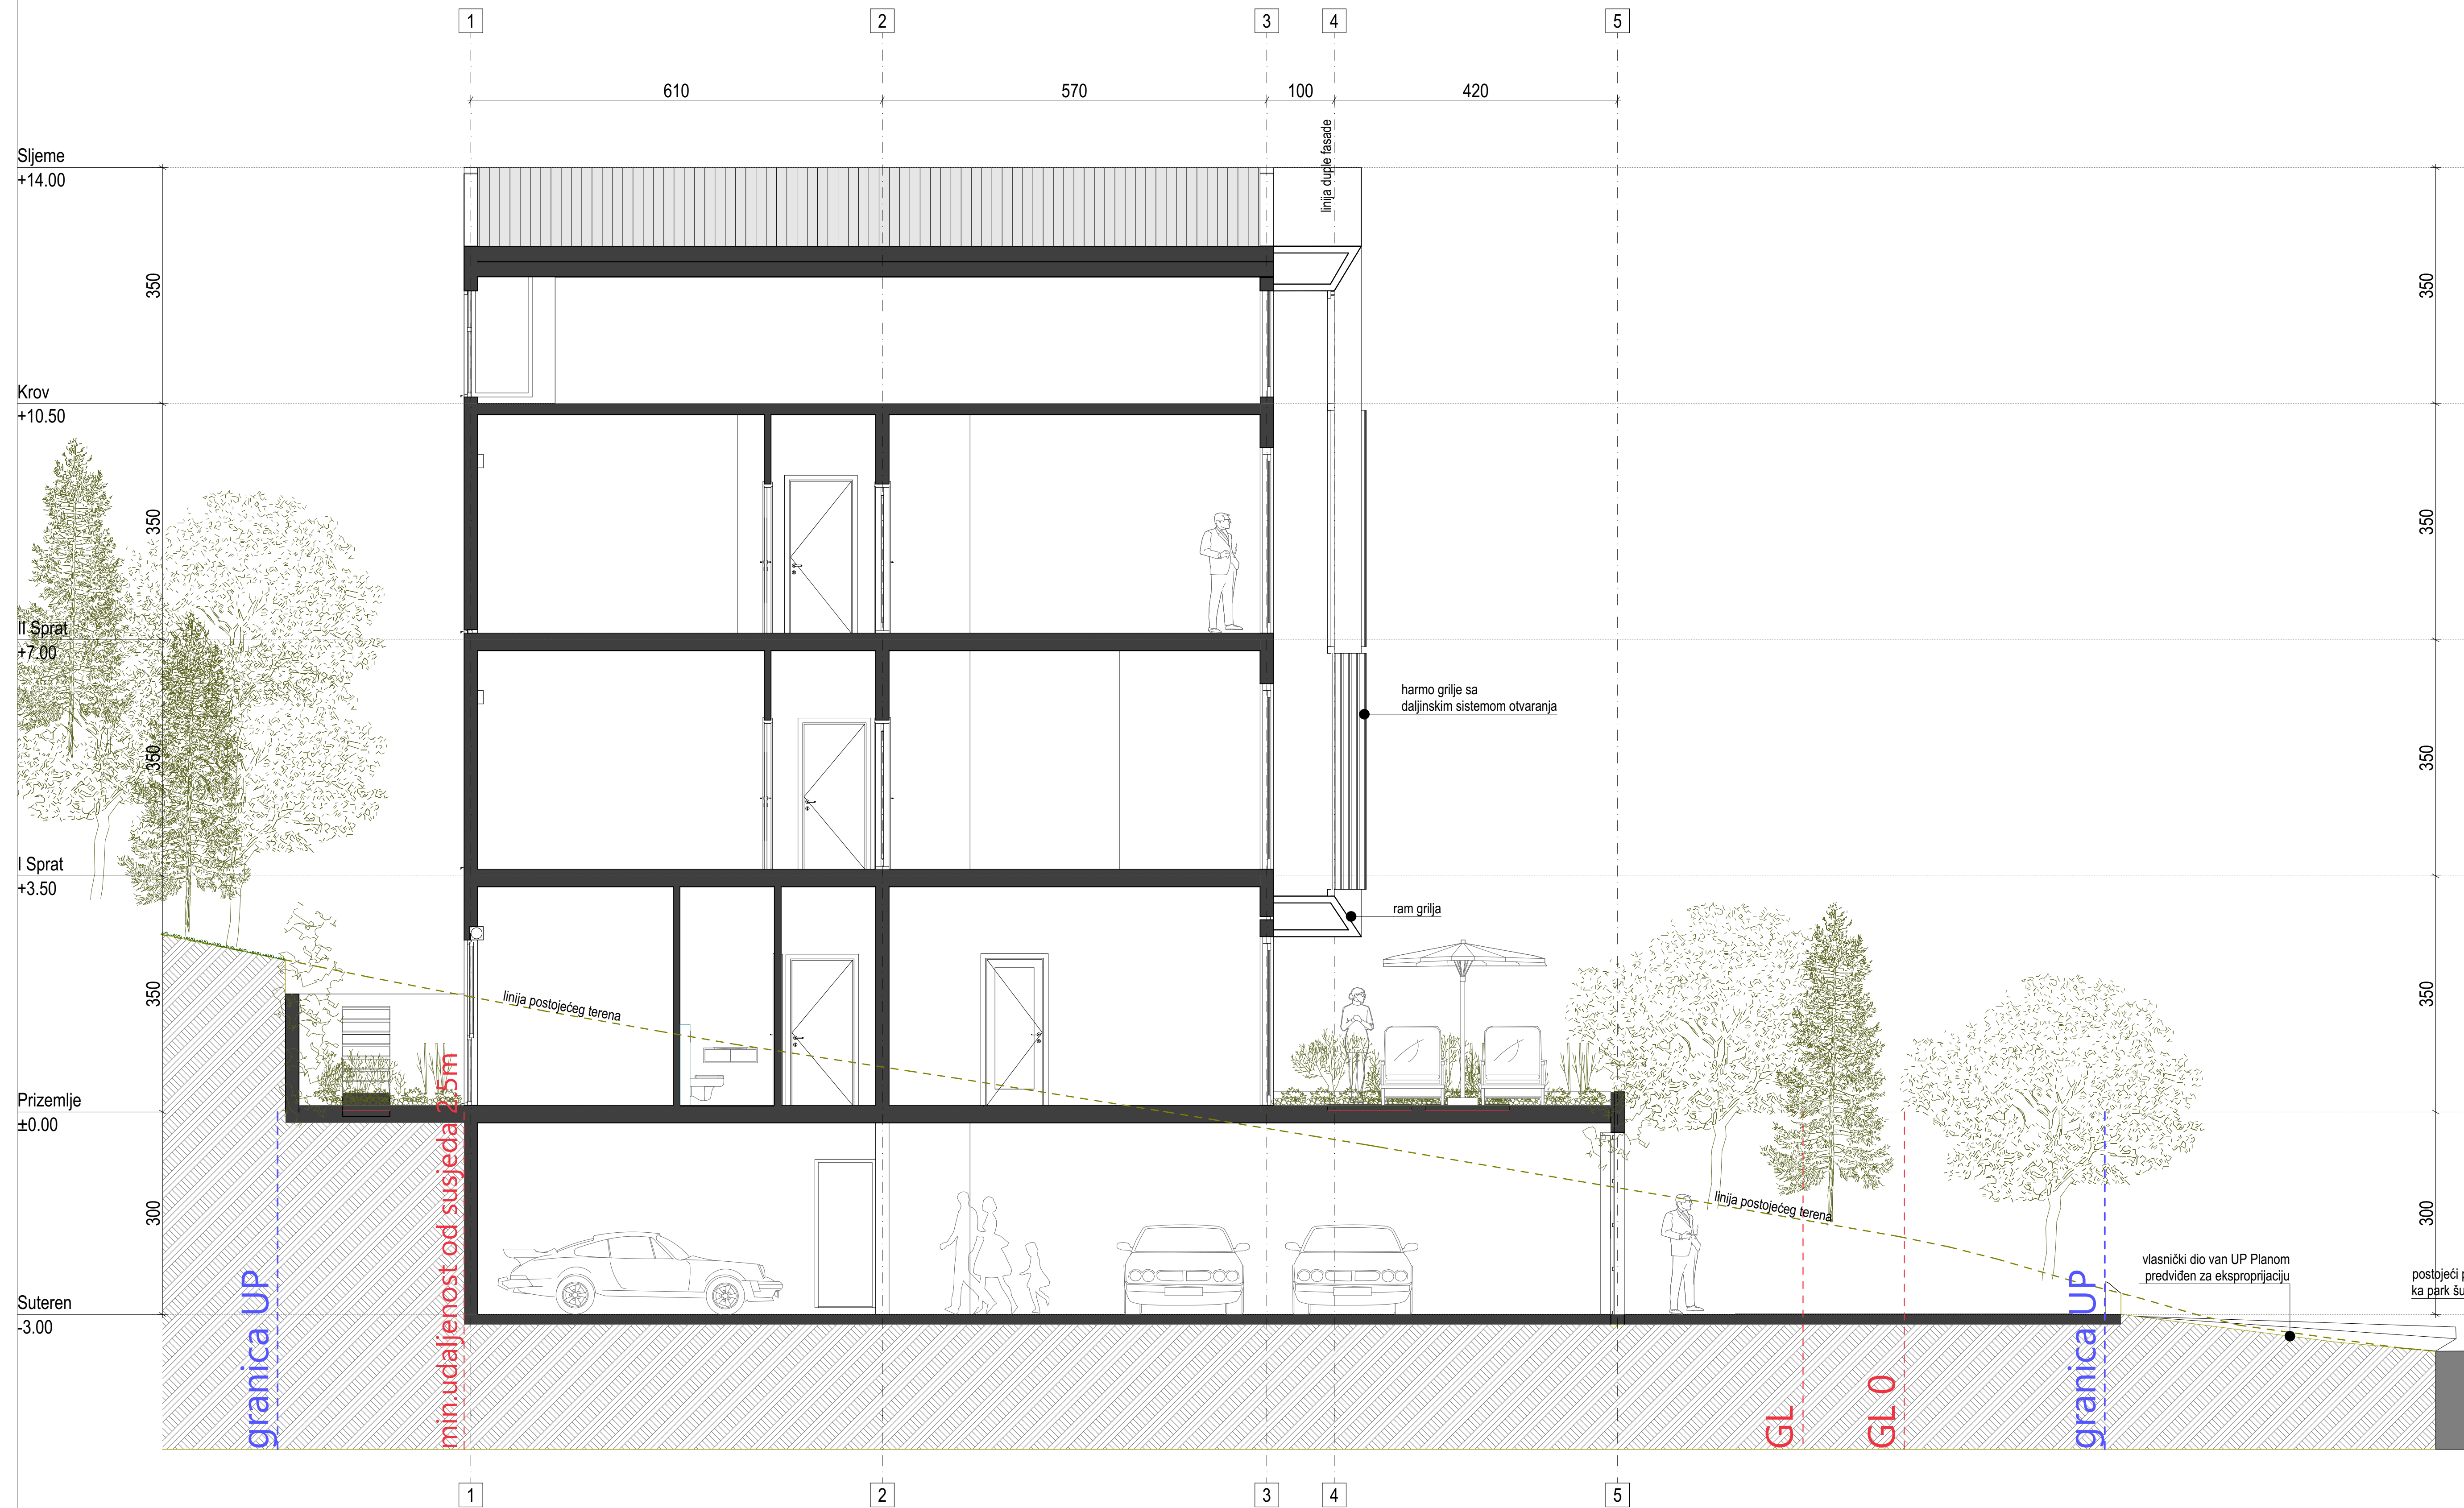 1 2 3 4 5
610 570 100 420
linija duple fasade
Sljeme
+14.00
350
350
Krov
+10.50
350
350
II Sprat
+7.00
harmo grilje sa
daljinskim sistemom otvaranja
350
350
I Sprat
+3.50
ram grilja
350
350
linija postojećeg terena
Prizemlje
±0.00
min.udaljenost od susjeda 2,5m
linija postojećeg terena
300
300
vlasnički dio van UP Planom
predviđen za eksproprijaciju
postojeći
ka park
Suteren
-3.00
granica UP
GL
GL 0
granica UP
1 2 3 4 5